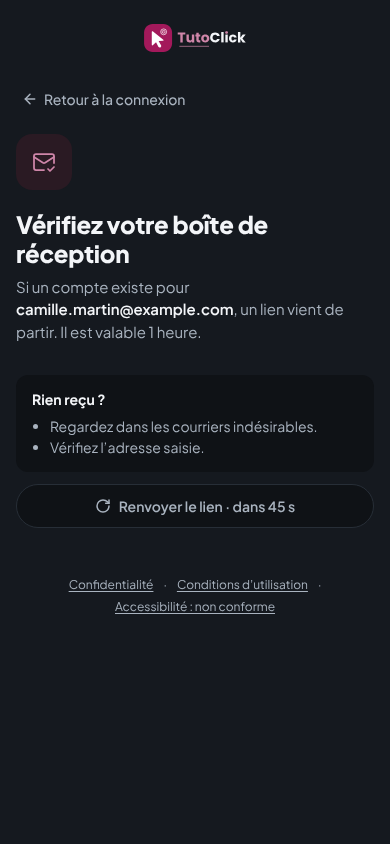 TutoClick
Retour à la connexion
Vérifiez votre boîte de
réception
Si un compte existe pour
camille.martin@example.com, un lien vient de
partir. Il est valable 1 heure.
Rien reçu ?
• Regardez dans les courriers indésirables.
• Vérifiez l’adresse saisie.
Renvoyer le lien · dans 45 s
Confidentialité · Conditions d’utilisation ·
Accessibilité : non conforme